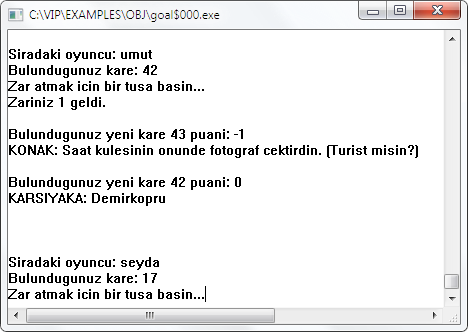 C:\VIP\EXAMPLES\OBJ\goal$000.exe
Siradaki oyuncu: umut
Bulundugunuz kare: 42
Zar atmak icin bir tusa basin...
Zariniz 1 geldi.
Bulundugunuz yeni kare 43 puani: -1
KONAK: Saat kulesinin onunde fotograf cektirdin. (Turist misin?)
Bulundugunuz yeni kare 42 puani: 0
KARSIYAKA: Demirkopru
Siradaki oyuncu: seyda
Bulundugunuz kare: 17
Zar atmak icin bir tusa basin...